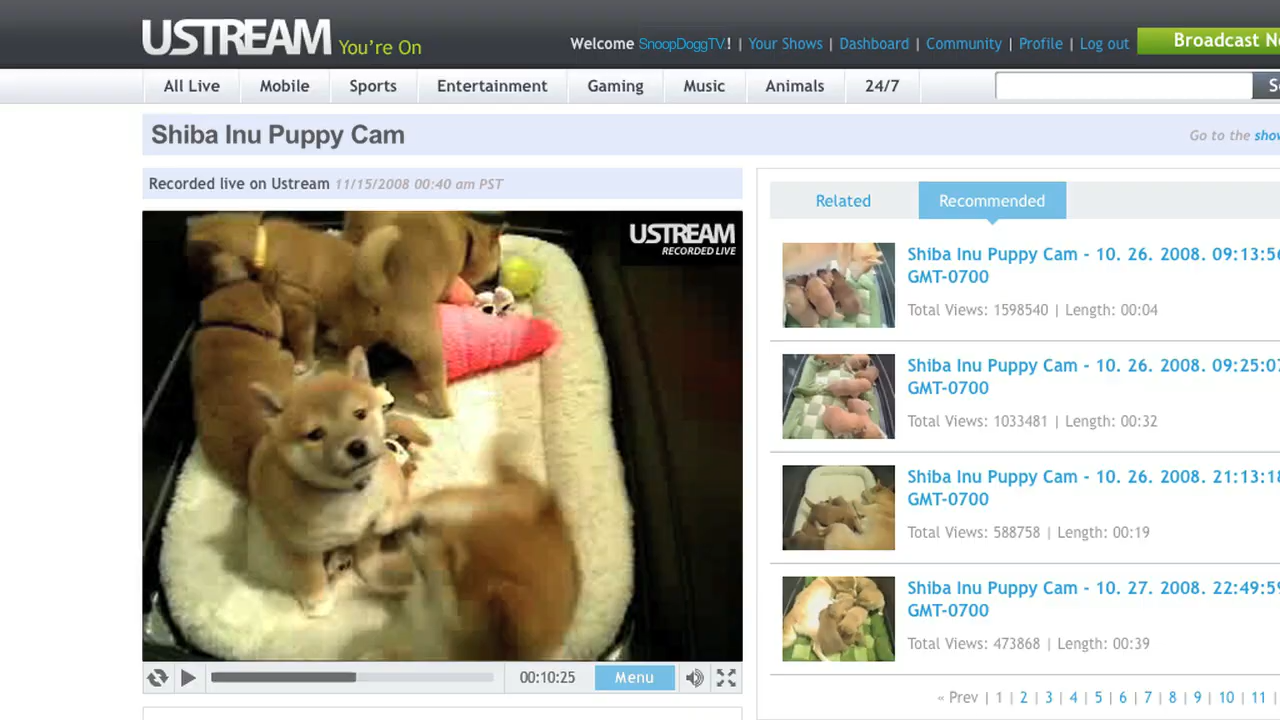 USTREAM You're On
Welcome SnoopDoggTV! | Your Shows | Dashboard | Community | Profile | Log out
Broadcast
All Live Mobile Sports Entertainment Gaming Music Animals 24/7
Shiba Inu Puppy Cam
Go to the
Recorded live on Ustream 11/15/2008 00:40 am PST
USTREAM
RECORDED LIVE
00:10:25 Menu
Related Recommended
Shiba Inu Puppy Cam - 10. 26. 2008. 09:13:56
GMT-0700
Total Views: 1598540 | Length: 00:04
Shiba Inu Puppy Cam - 10. 26. 2008. 09:25:07
GMT-0700
Total Views: 1033481 | Length: 00:32
Shiba Inu Puppy Cam - 10. 26. 2008. 21:13:18
GMT-0700
Total Views: 588758 | Length: 00:19
Shiba Inu Puppy Cam - 10. 27. 2008. 22:49:59
GMT-0700
Total Views: 473868 | Length: 00:39
« Prev | 1 | 2 | 3 | 4 | 5 | 6 | 7 | 8 | 9 | 10 | 11 |